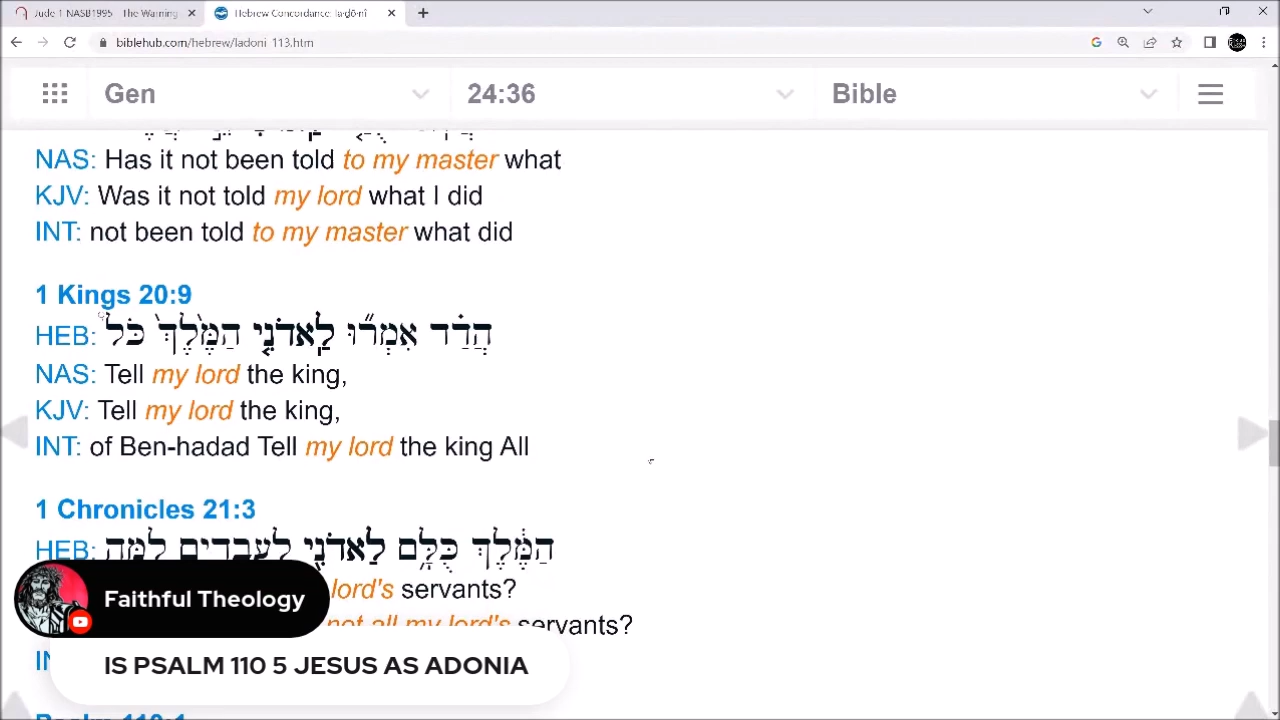 Jude 1 NASB1995 - The Warning
Hebrew Concordance: la·ḏō·nî
biblehub.com/hebrew/ladoni_113.htm
Gen
24:36
Bible
NAS: Has it not been told to my master what
KJV: Was it not told my lord what I did
INT: not been told to my master what did
1 Kings 20:9
HEB: הֲדַ֗ד אִמְר֞וּ לַֽאדֹנִ֤י הַמֶּ֙לֶךְ֙ כֹּל֩
NAS: Tell my lord the king,
KJV: Tell my lord the king,
INT: of Ben-hadad Tell my lord the king All
1 Chronicles 21:3
HEB: הַמֶּ֔לֶךְ כֻּלָּ֥ם לַאדֹנִ֖י לַעֲבָדִ֑ים לָ֣מָּה
lord's servants?
not all my lord's servants?
Faithful Theology
IS PSALM 110 5 JESUS AS ADONIA
Psalm 110:1